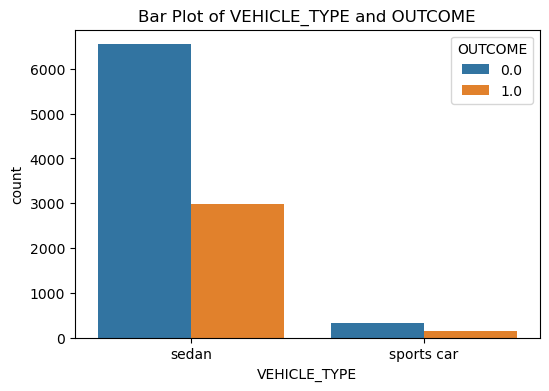 Bar Plot of VEHICLE_TYPE and OUTCOME
OUTCOME
0.0
1.0
6000
5000
4000
3000
2000
1000
0
count
sedan
sports car
VEHICLE_TYPE